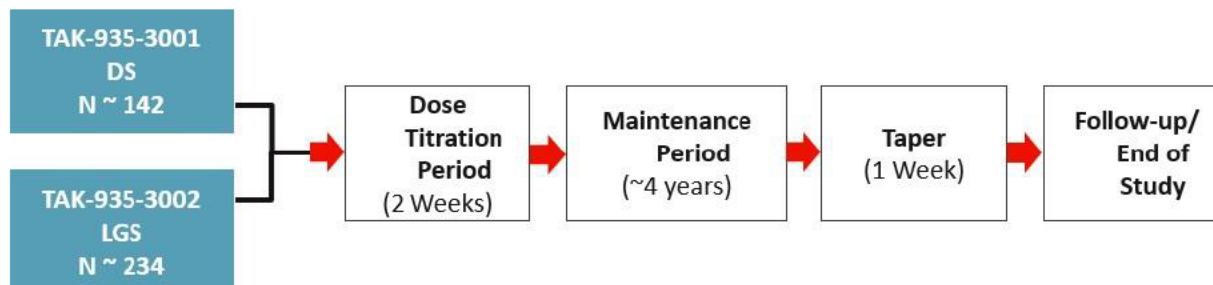 TAK-935-3001
DS
N ~ 142
TAK-935-3002
LGS
N ~ 234
Dose
Titration
Period
(2 Weeks)
Maintenance
Period
(~4 years)
Taper
(1 Week)
Follow-up/
End of
Study